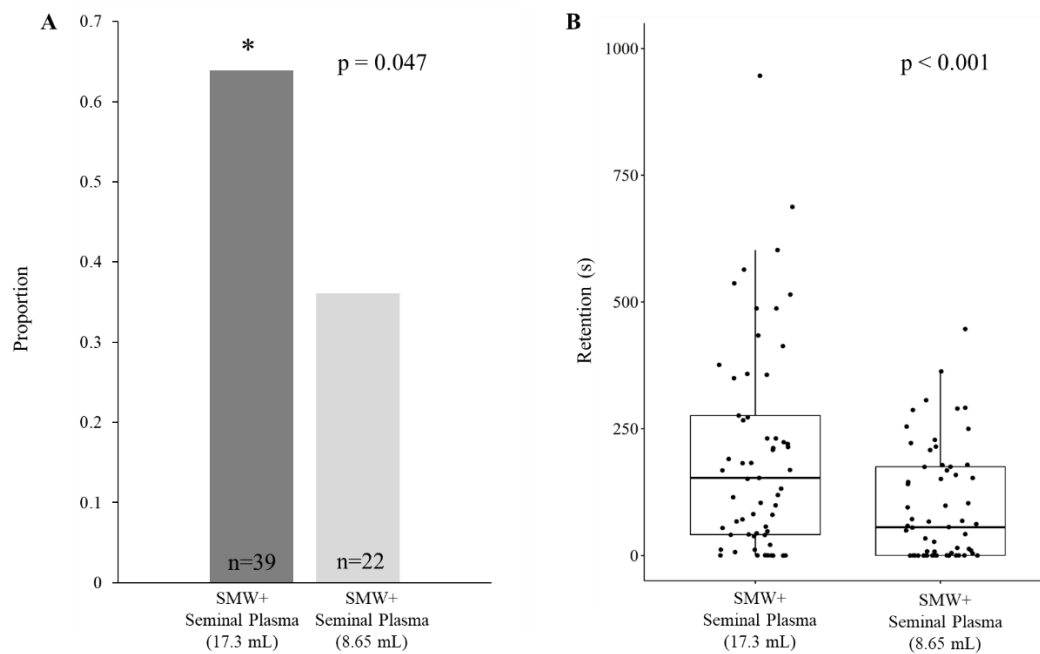 A
0.7
0.6
0.5
0.4
0.3
0.2
0.1
0
Proportion
*
p = 0.047
n=39
n=22
SMW+
Seminal Plasma
(17.3 mL)
SMW+
Seminal Plasma
(8.65 mL)
B
1000
750
500
250
0
Retention (s)
p < 0.001
SMW+
Seminal Plasma
(17.3 mL)
SMW+
Seminal Plasma
(8.65 mL)